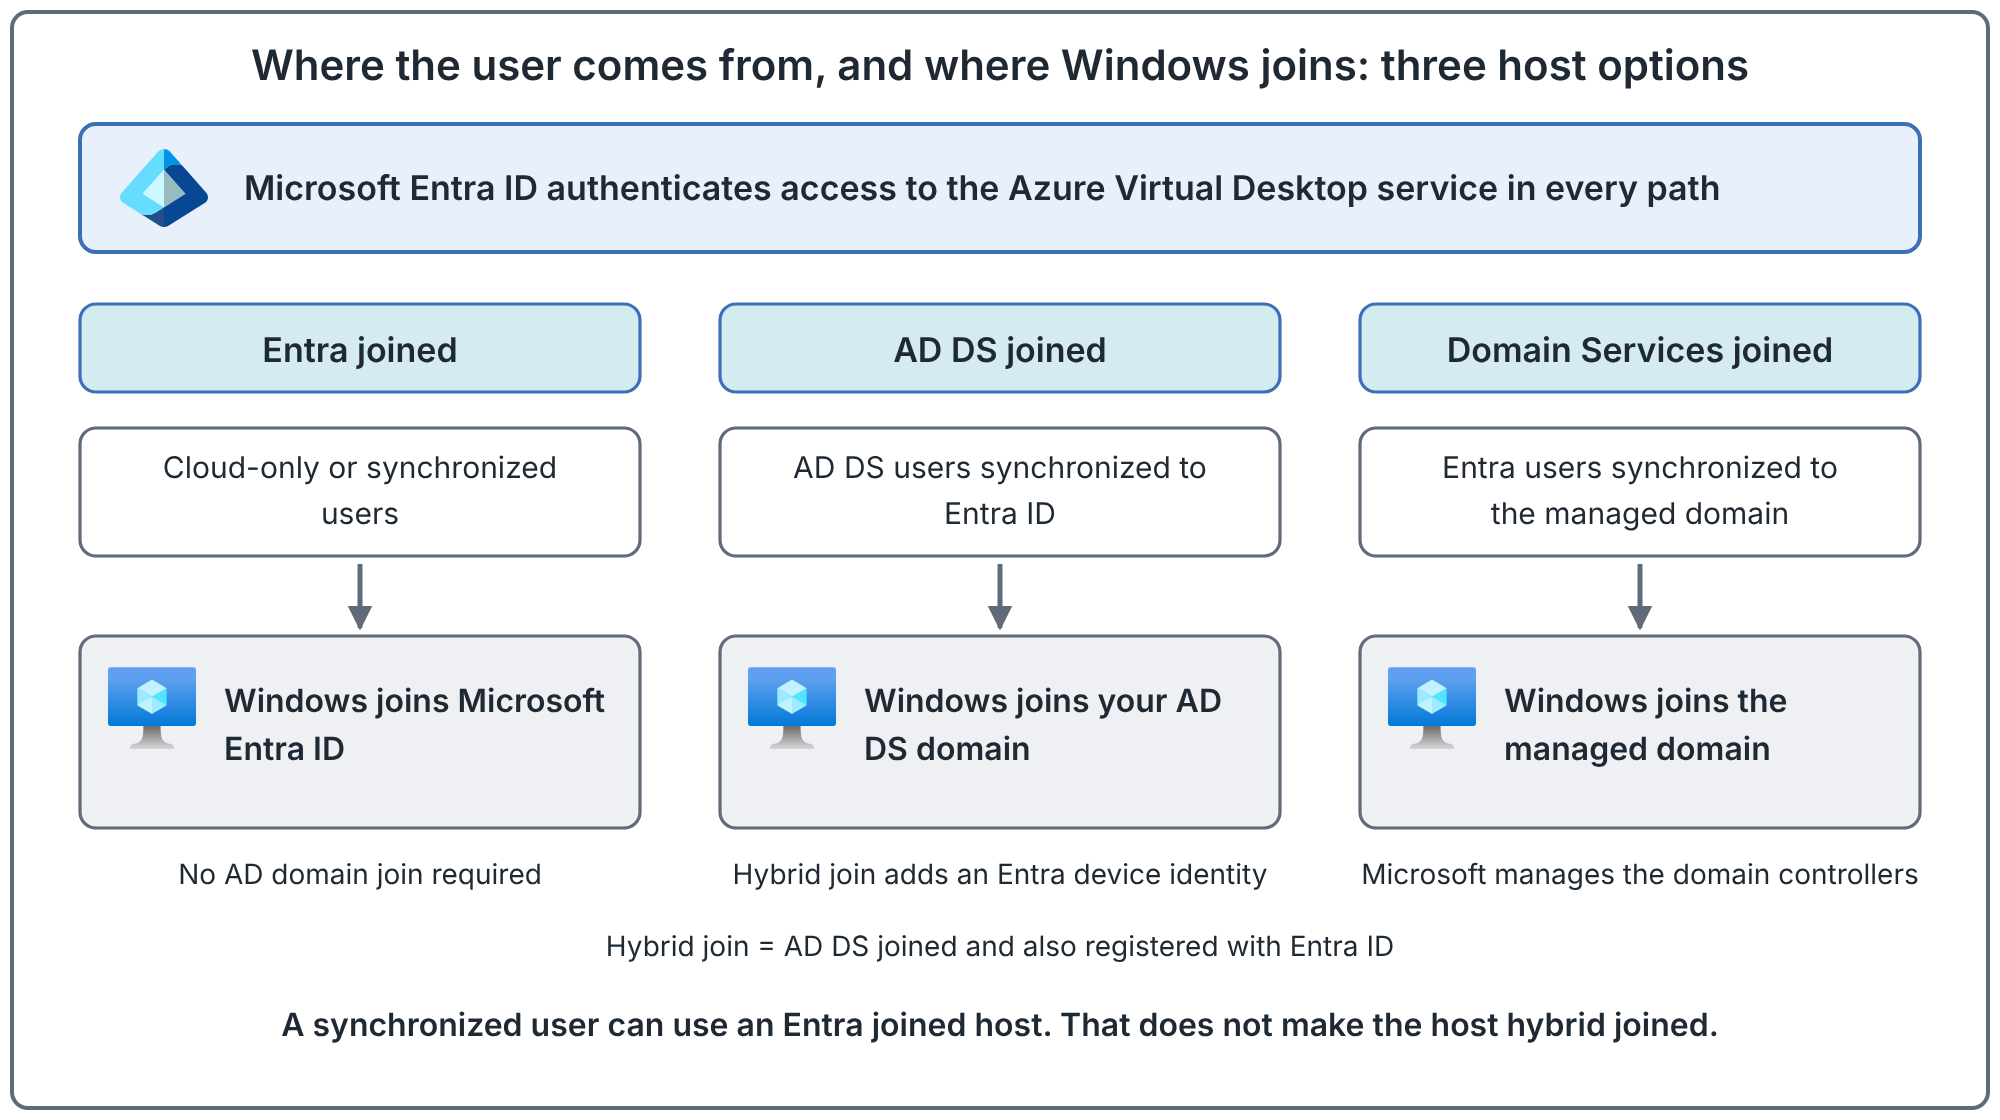 Where the user comes from, and where Windows joins: three host options
Microsoft Entra ID authenticates access to the Azure Virtual Desktop service in every path
Entra joined
Cloud-only or synchronized
users
Windows joins Microsoft
Entra ID
No AD domain join required
AD DS joined
AD DS users synchronized to
Entra ID
Windows joins your AD
DS domain
Hybrid join adds an Entra device identity
Domain Services joined
Entra users synchronized to
the managed domain
Windows joins the
managed domain
Microsoft manages the domain controllers
Hybrid join = AD DS joined and also registered with Entra ID
A synchronized user can use an Entra joined host. That does not make the host hybrid joined.